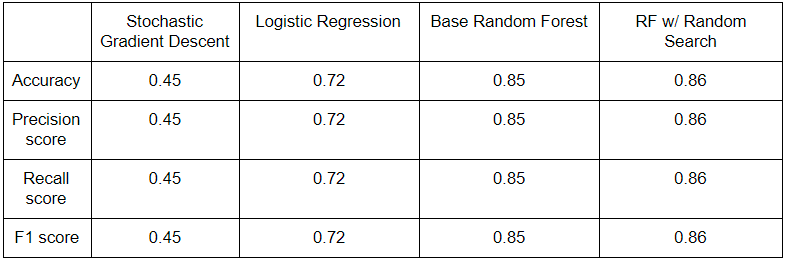 Stochastic Gradient Descent Logistic Regression Base Random Forest RF w/ Random Search
Accuracy 0.45 0.72 0.85 0.86
Precision score 0.45 0.72 0.85 0.86
Recall score 0.45 0.72 0.85 0.86
F1 score 0.45 0.72 0.85 0.86